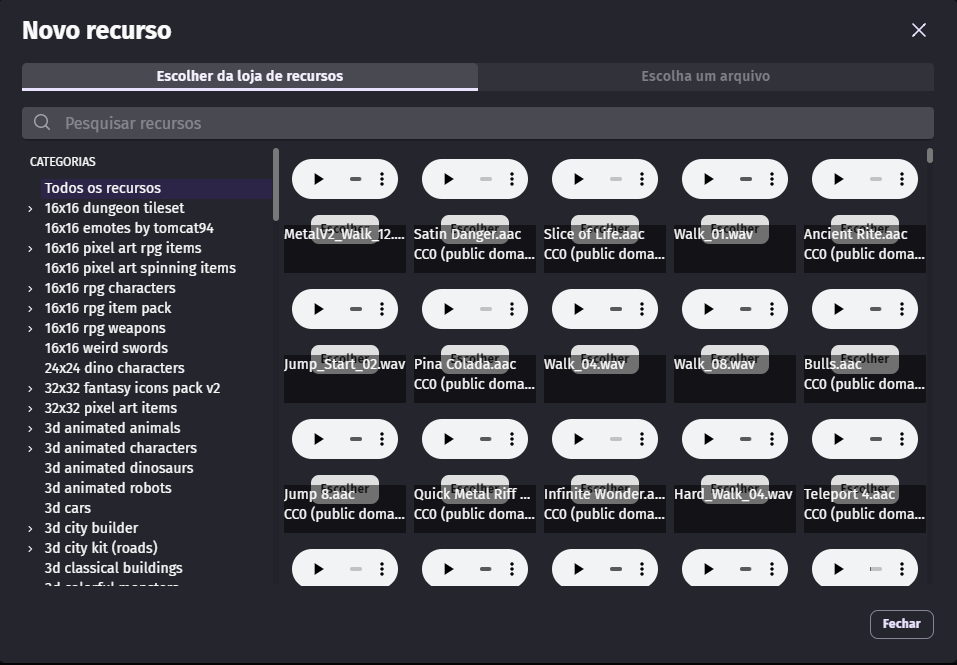 Novo recurso
Escolher da loja de recursos
Escolha um arquivo
Pesquisar recursos
CATEGORIAS
Todos os recursos
16x16 dungeon tileset
16x16 emotes by tomcat94
16x16 pixel art rpg items
16x16 pixel art spinning items
16x16 rpg characters
16x16 rpg item pack
16x16 rpg weapons
16x16 weird swords
24x24 dino characters
32x32 fantasy icons pack v2
32x32 pixel art items
3d animated animals
3d animated characters
3d animated dinosaurs
3d animated robots
3d cars
3d city builder
3d city kit (roads)
3d classical buildings
3d colorful monsters
Escolher Escolher Escolher Escolher Escolher
MetalV2_Walk_12.... Satin Danger.aac Slice of Life.aac Walk_01.wav Ancient Rite.aac
CC0 (public doma... CC0 (public doma... CC0 (public doma...
Escolher Escolher Escolher Escolher Escolher
Jump_Start_02.wav Pina Colada.aac Walk_04.wav Walk_08.wav Bulls.aac
CC0 (public doma... CC0 (public doma...
Escolher Escolher Escolher Escolher Escolher
Jump 8.aac Quick Metal Riff ... Infinite Wonder.a... Hard_Walk_04.wav Teleport 4.aac
CC0 (public doma... CC0 (public doma... CC0 (public doma... CC0 (public doma...
Fechar